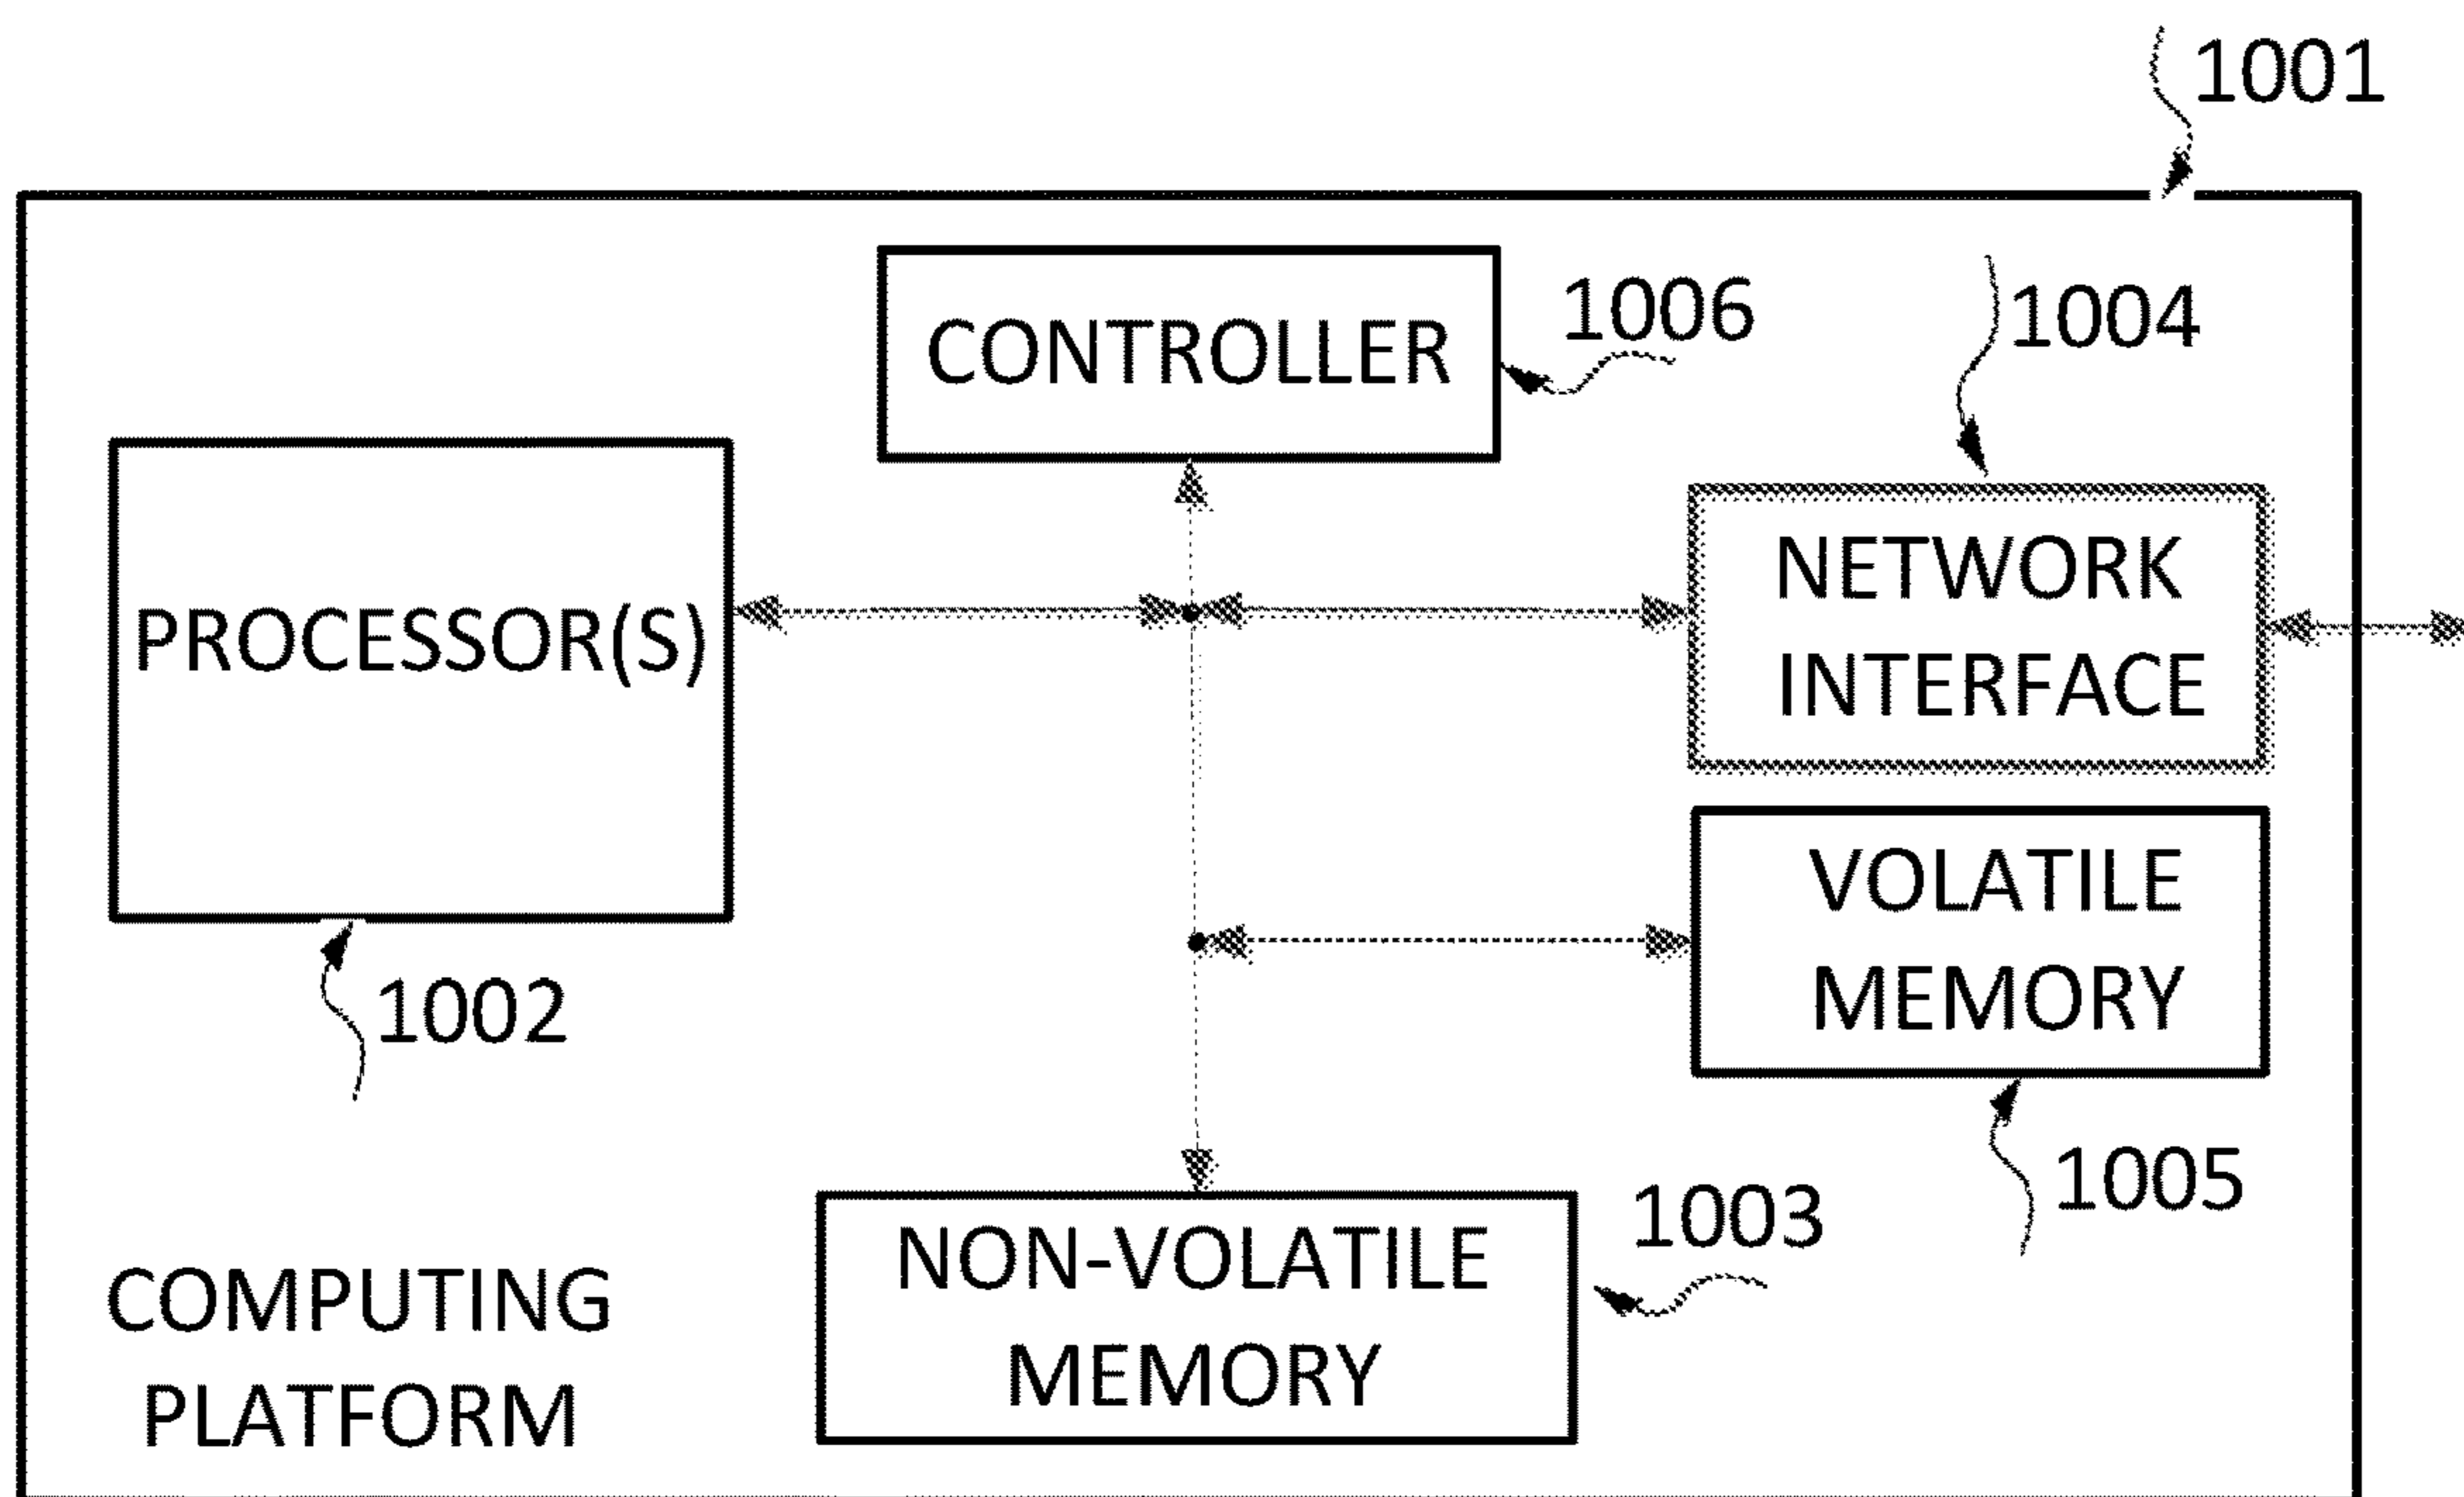 1001
CONTROLLER
1006
1004
PROCESSOR(S)
NETWORK
INTERFACE
VOLATILE
MEMORY
1002
1005
NON-VOLATILE
MEMORY
1003
COMPUTING
PLATFORM